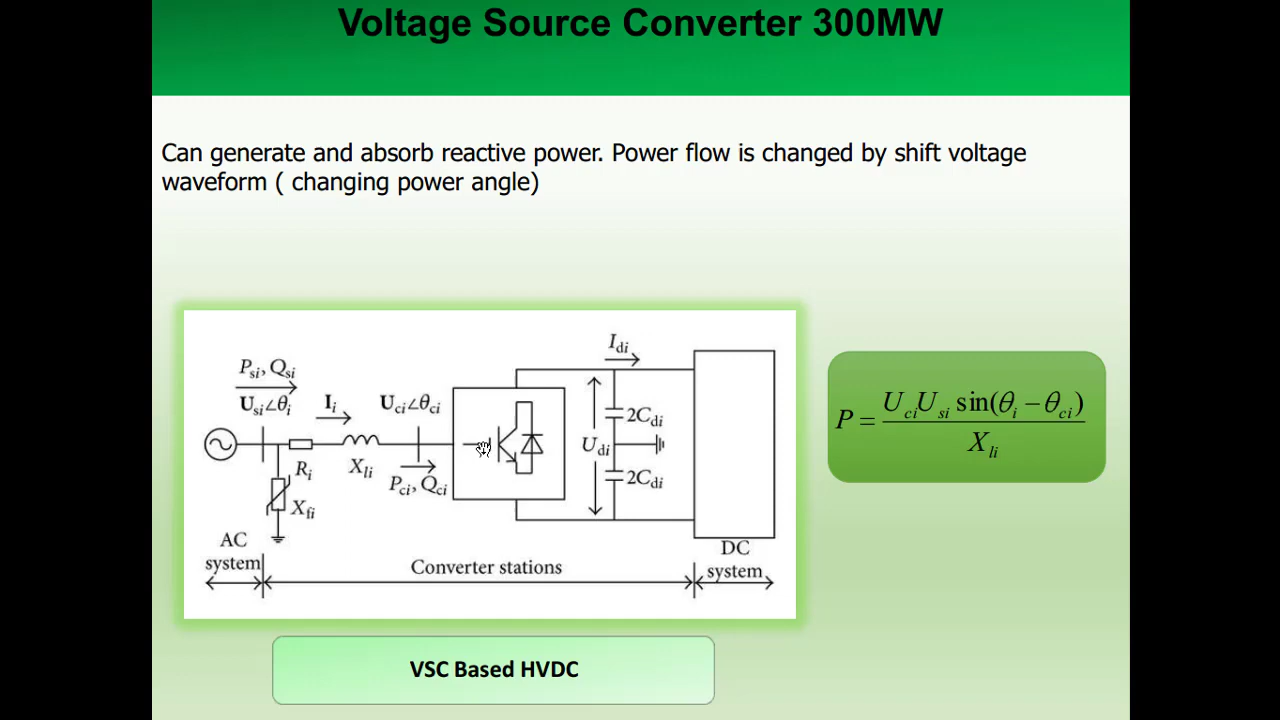 Voltage Source Converter 300MW
Can generate and absorb reactive power. Power flow is changed by shift voltage
waveform ( changing power angle)
P_si, Q_si
U_si∠θ_i
I_i
U_ci∠θ_ci
R_i
X_li
P_ci, Q_ci
X_fi
I_di
2C_di
U_di
2C_di
AC
system
Converter stations
DC
system
P = U_ci U_si sin(θ_i − θ_ci) / X_li
VSC Based HVDC